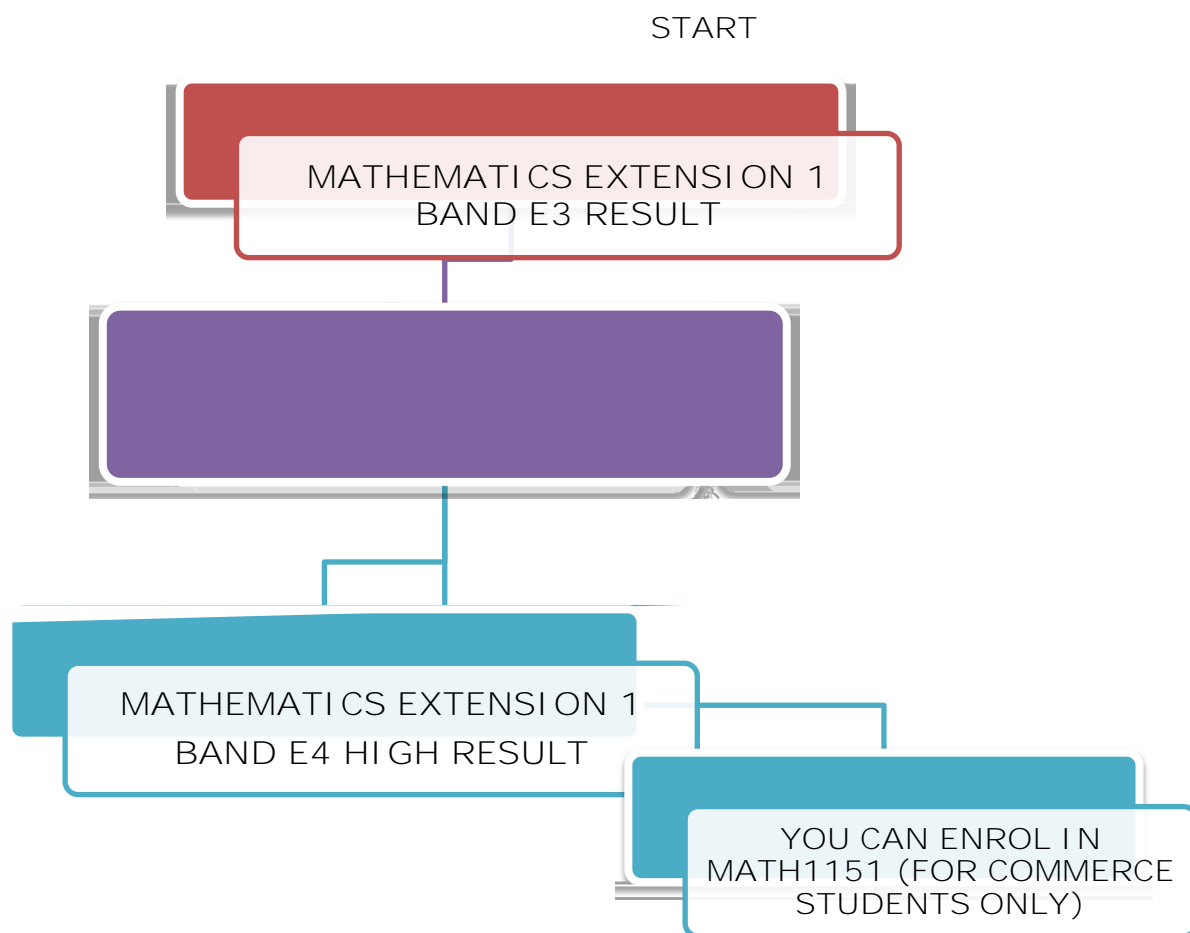 START
MATHEMATICS EXTENSION 1
BAND E3 RESULT
MATHEMATICS EXTENSION 1
BAND E4 HIGH RESULT
YOU CAN ENROL IN
MATH1151 (FOR COMMERCE
STUDENTS ONLY)